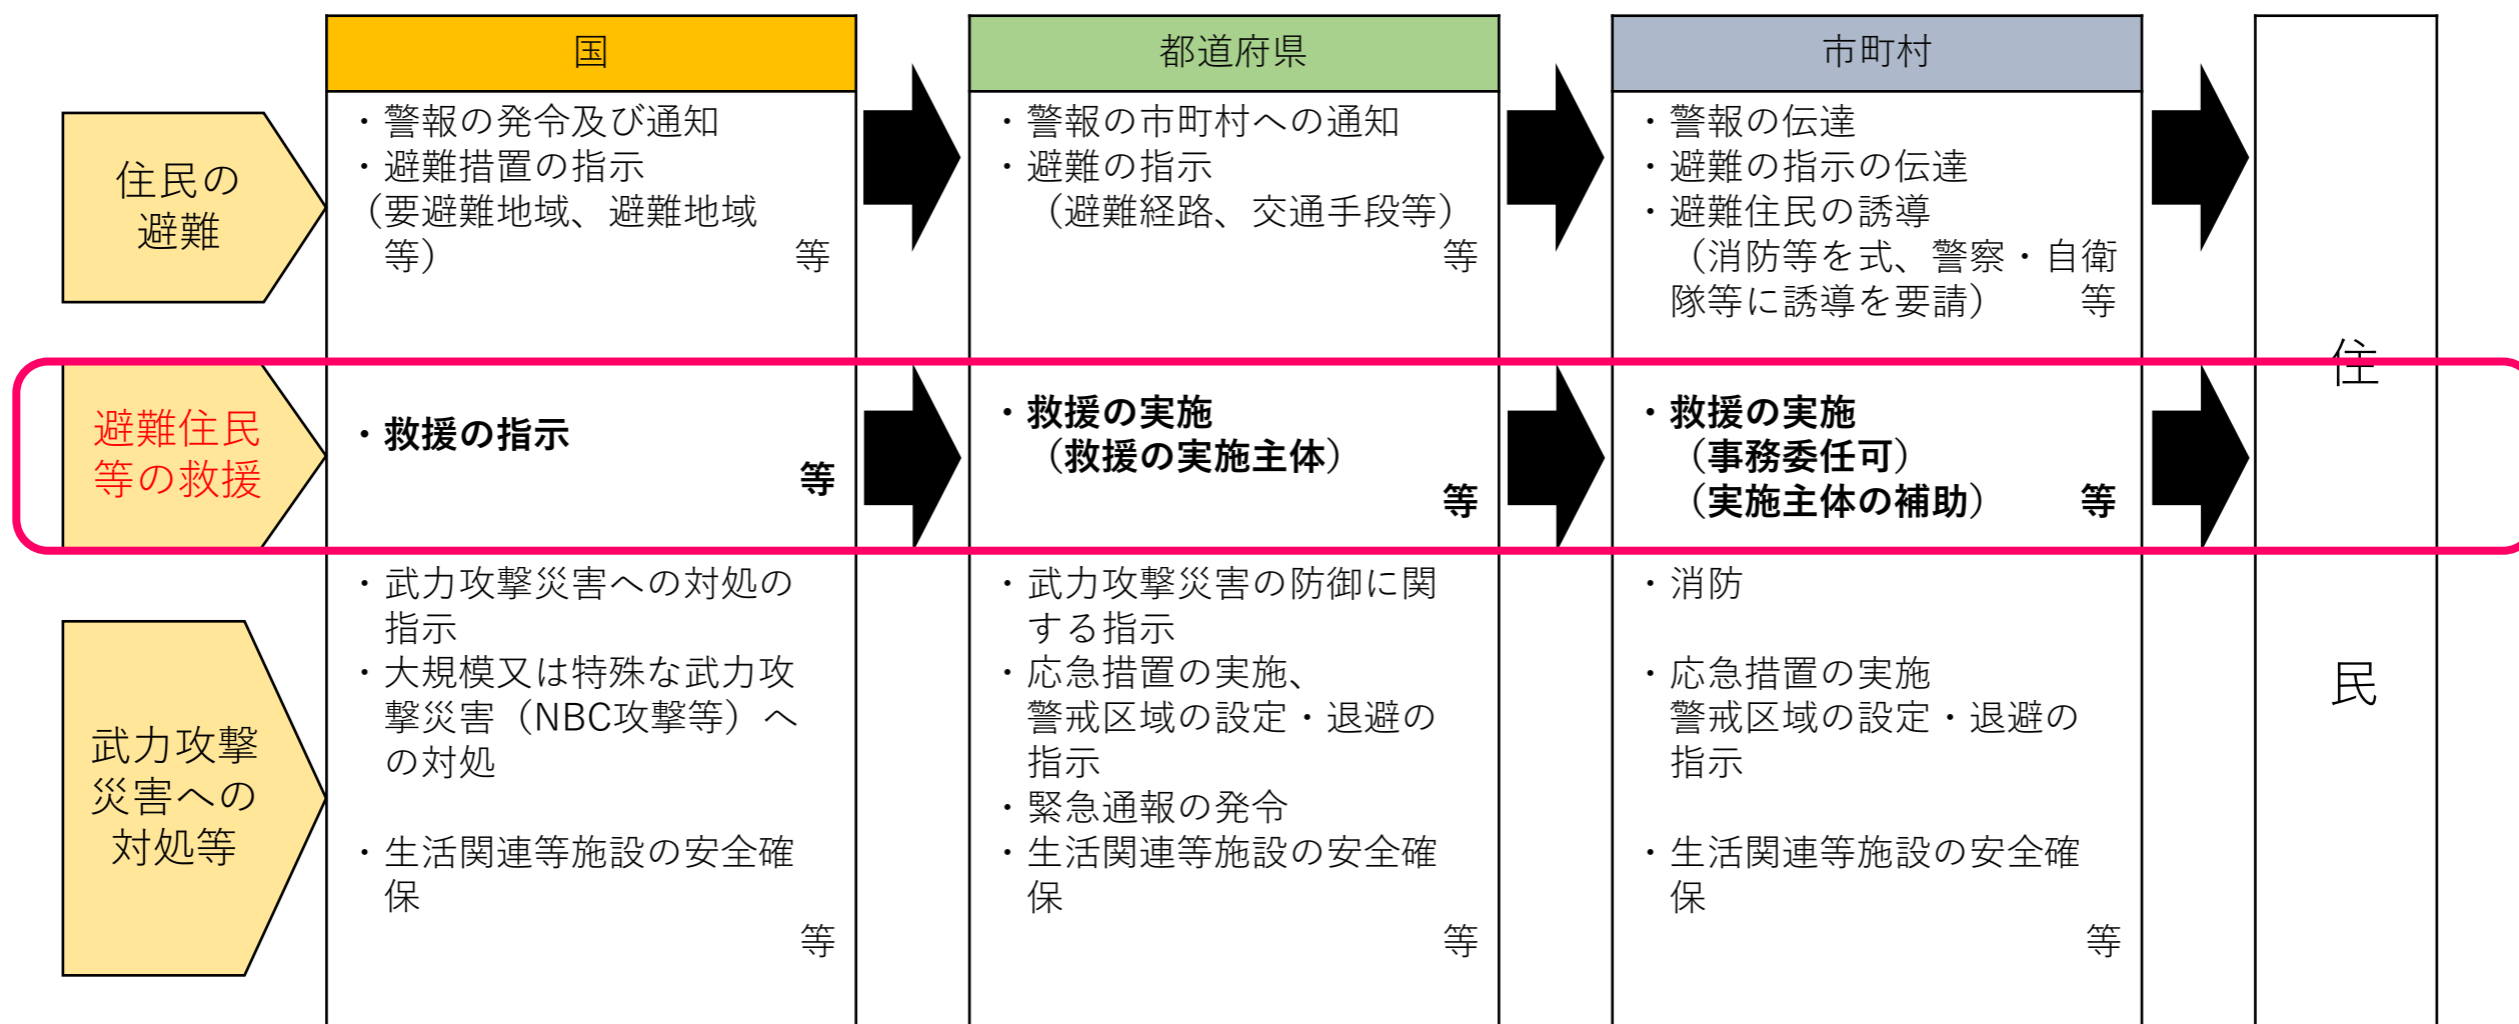 国
都道府県
市町村
住民の
避難
・警報の発令及び通知
・避難措置の指示
（要避難地域、避難地域
等）　等
・警報の市町村への通知
・避難の指示
（避難経路、交通手段等）
等
・警報の伝達
・避難の指示の伝達
・避難住民の誘導
（消防等を式、警察・自衛
隊等に誘導を要請）　等
避難住民
等の救援
・救援の指示
等
・救援の実施
（救援の実施主体）
等
・救援の実施
（事務委任可）
（実施主体の補助）　等
武力攻撃
災害への
対処等
・武力攻撃災害への対処の
指示
・大規模又は特殊な武力攻
撃災害（NBC攻撃等）へ
の対処
・生活関連等施設の安全確
保
等
・武力攻撃災害の防御に関
する指示
・応急措置の実施、
警戒区域の設定・退避の
指示
・緊急通報の発令
・生活関連等施設の安全確
保
等
・消防
・応急措置の実施
警戒区域の設定・退避の
指示
・生活関連等施設の安全確
保
等
住
民